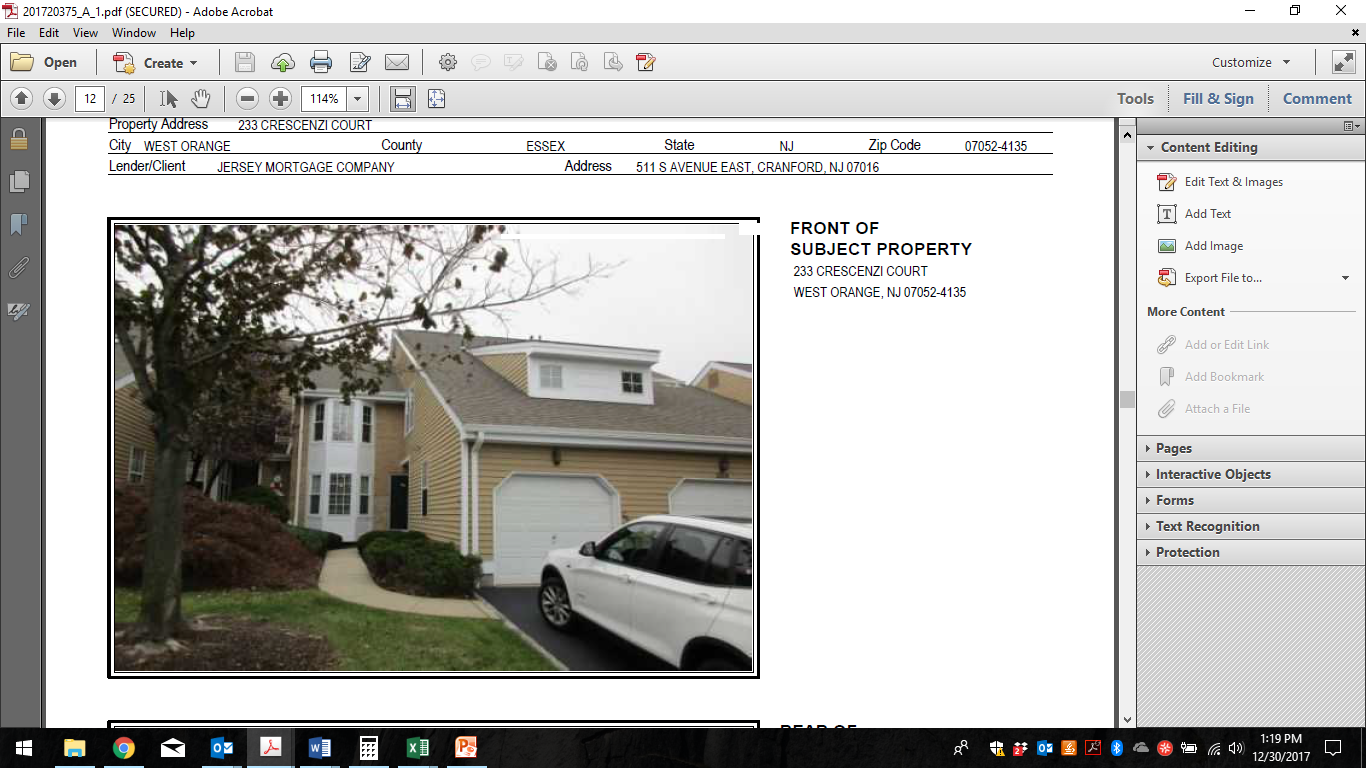 201720375_A_1.pdf (SECURED) - Adobe Acrobat
File Edit View Window Help
Open Create Customize
12 / 25 114% Tools Fill & Sign Comment
Property Address 233 CRESCENZI COURT
City WEST ORANGE County ESSEX State NJ Zip Code 07052-4135
Lender/Client JERSEY MORTGAGE COMPANY Address 511 S AVENUE EAST, CRANFORD, NJ 07016
FRONT OF
SUBJECT PROPERTY
233 CRESCENZI COURT
WEST ORANGE, NJ 07052-4135
REAR OF
Content Editing
Edit Text & Images
Add Text
Add Image
Export File to...
More Content
Add or Edit Link
Add Bookmark
Attach a File
Pages
Interactive Objects
Forms
Text Recognition
Protection
1:19 PM
12/30/2017